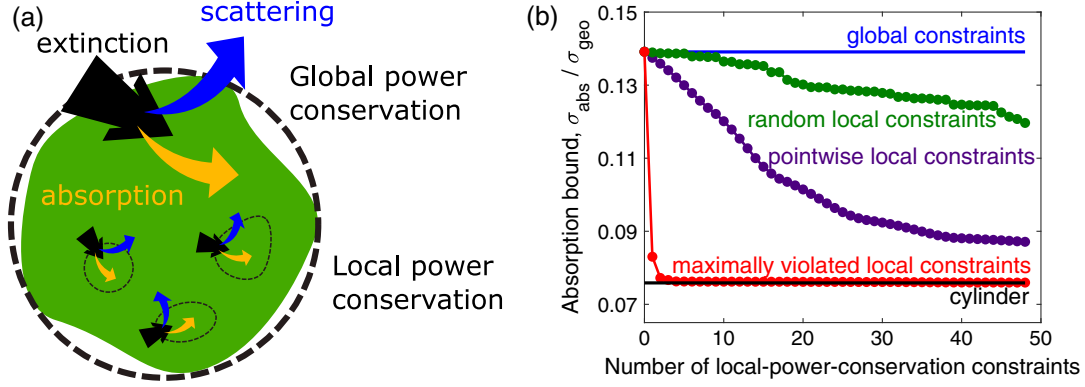 (a)
scattering
extinction
Global power
conservation
absorption
Local power
conservation
(b)
Absorption bound, σabs / σgeo
0.15
0.13
0.11
0.09
0.07
global constraints
random local constraints
pointwise local constraints
maximally violated local constraints
cylinder
0 10 20 30 40 50
Number of local-power-conservation constraints